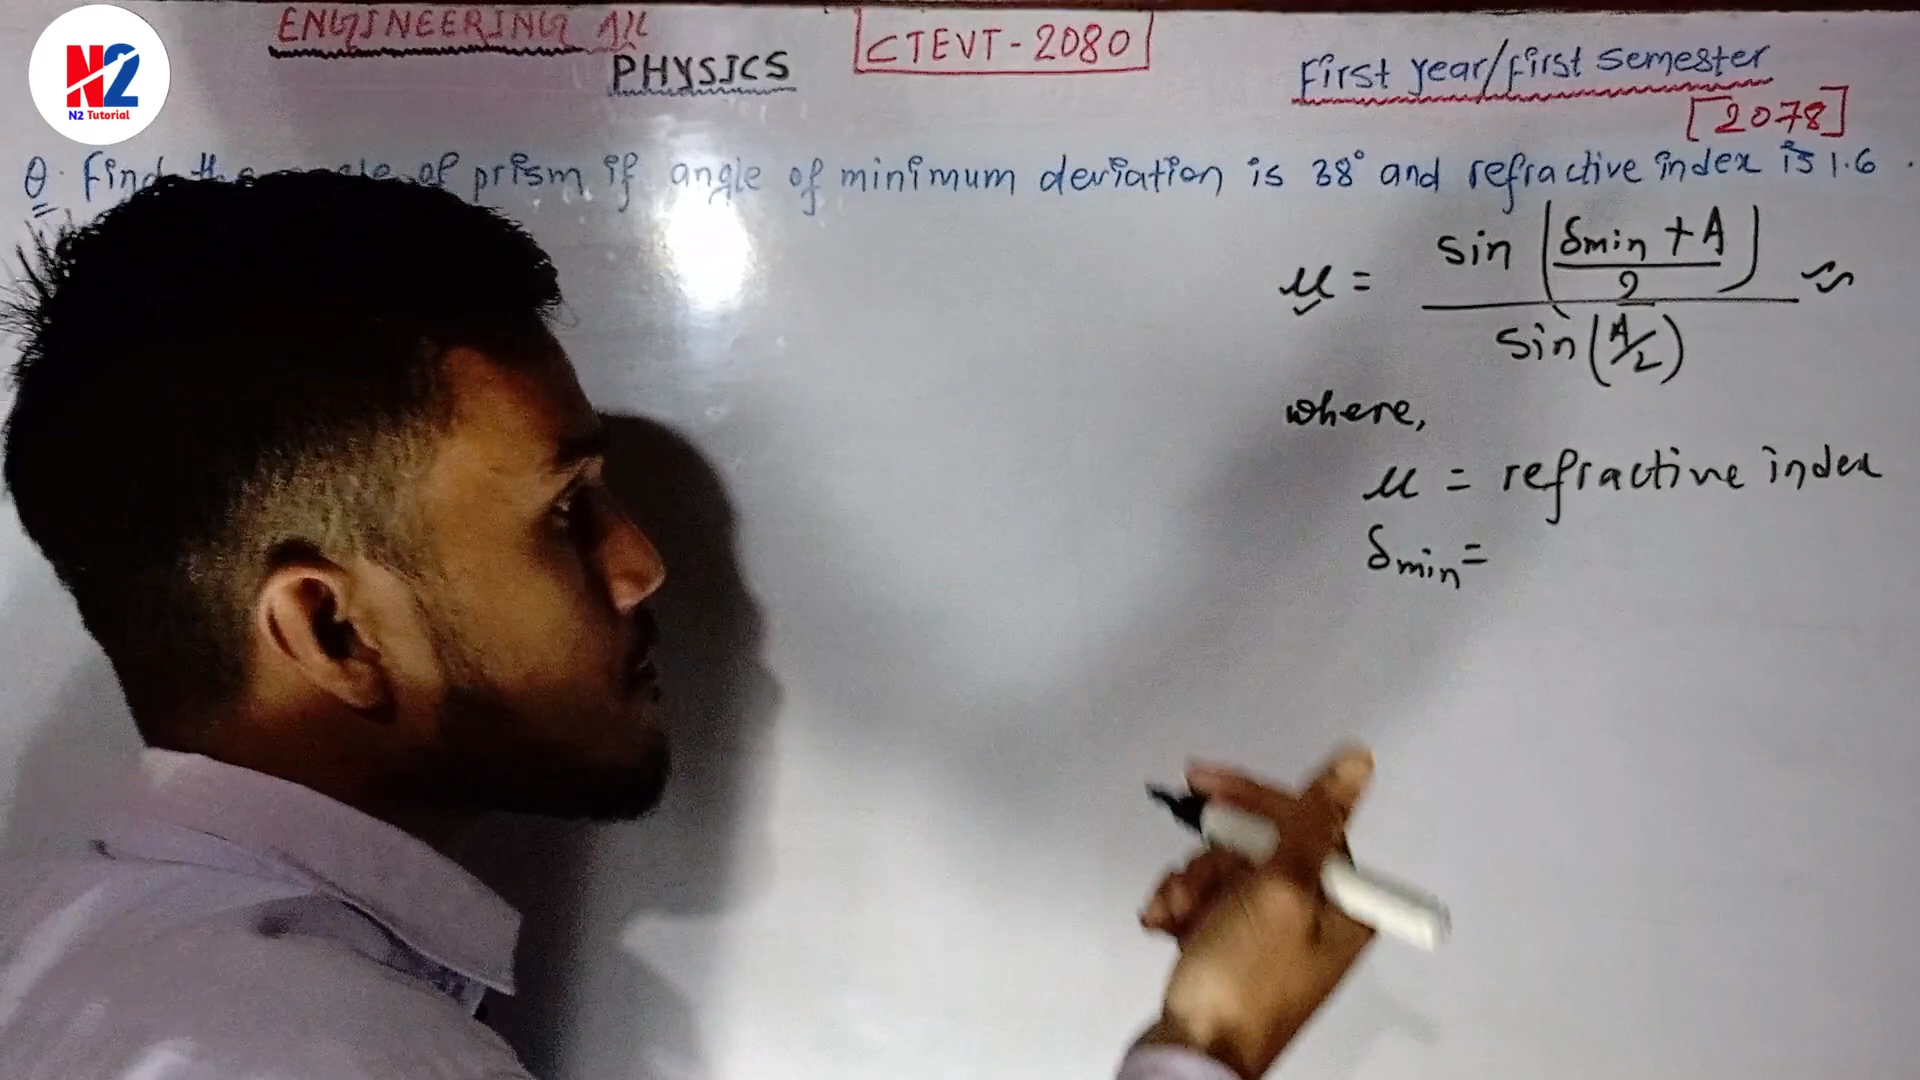 N2
N2 Tutorial
ENGINEERING All
PHYSICS
CTEVT - 2080
First year/first semester
[2078]
Q. Find the angle of prism if angle of minimum deviation is 38° and refractive index is 1.6.
μ = sin (δmin + A / 2) / sin (A/2)
where,
μ = refractive index
δmin =